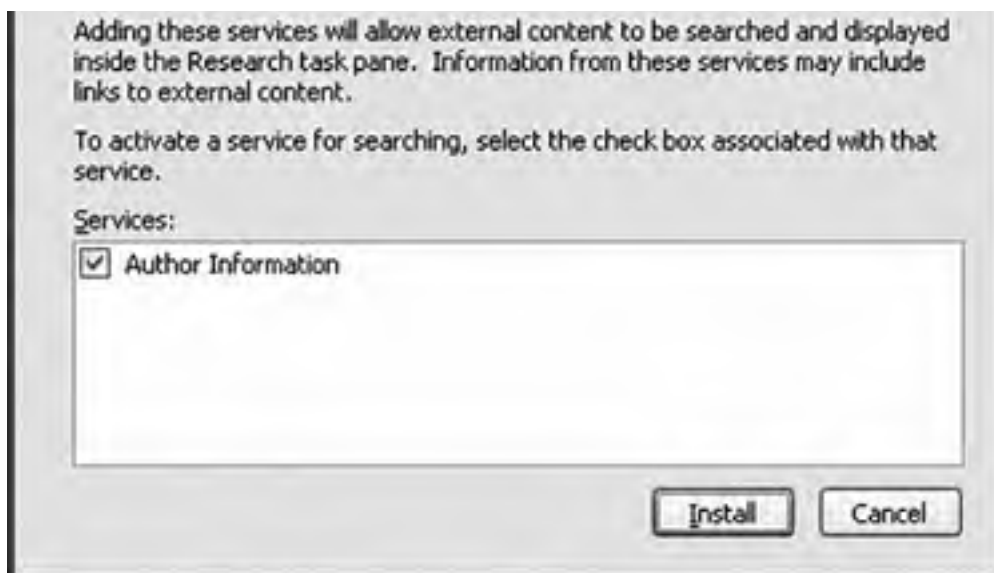 Adding these services will allow external content to be searched and displayed
inside the Research task pane.  Information from these services may include
links to external content.
To activate a service for searching, select the check box associated with that
service.
Services:
Author Information
Install
Cancel